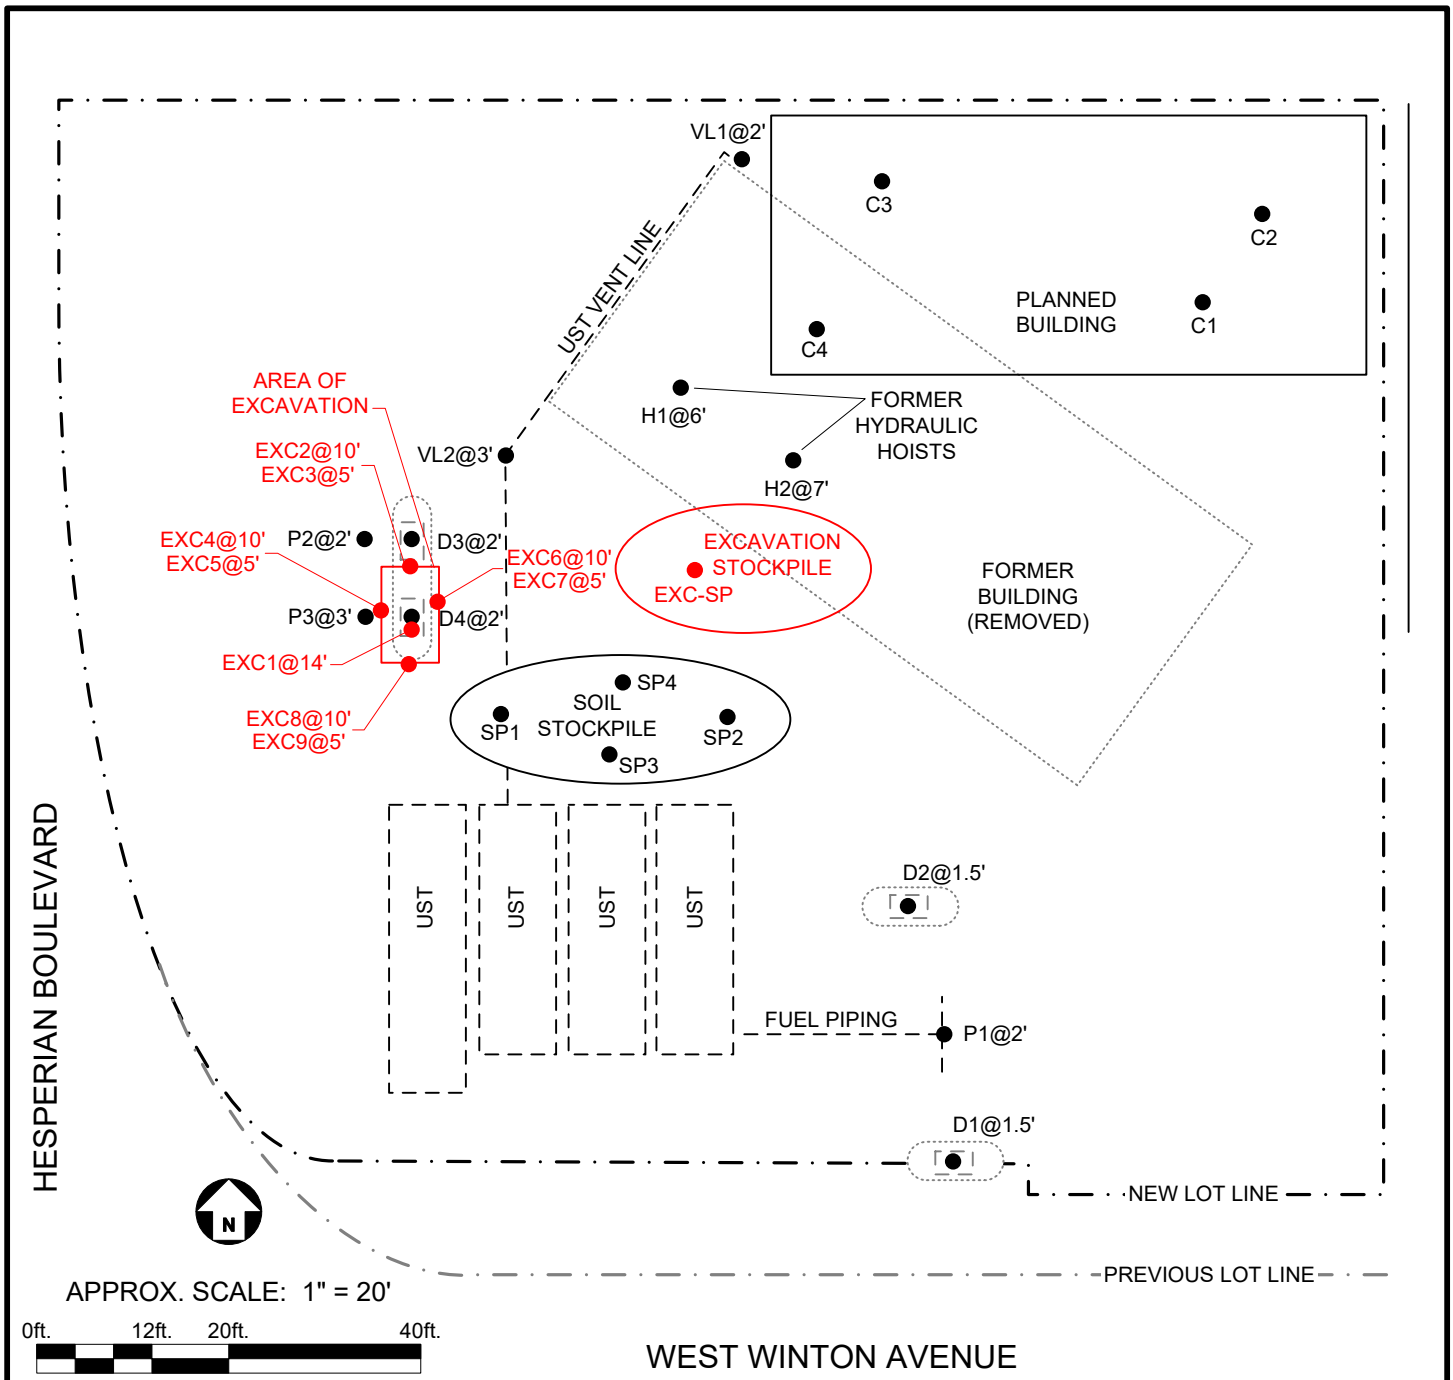 VL1@2'
C3
C2
UST VENT LINE
PLANNED
BUILDING
C1
C4
AREA OF
EXCAVATION
H1@6'
FORMER
HYDRAULIC
HOISTS
EXC2@10'
EXC3@5'
VL2@3'
H2@7'
EXC4@10'
EXC5@5'
P2@2'
D3@2'
EXC6@10'
EXC7@5'
EXCAVATION
STOCKPILE
EXC-SP
FORMER
BUILDING
(REMOVED)
P3@3'
D4@2'
EXC1@14'
SP4
SOIL
STOCKPILE
SP1
SP2
SP3
EXC8@10'
EXC9@5'
HESPERIAN BOULEVARD
UST
UST
UST
UST
D2@1.5'
FUEL PIPING
P1@2'
D1@1.5'
NEW LOT LINE
N
PREVIOUS LOT LINE
APPROX. SCALE: 1" = 20'
0ft. 12ft. 20ft. 40ft.
WEST WINTON AVENUE